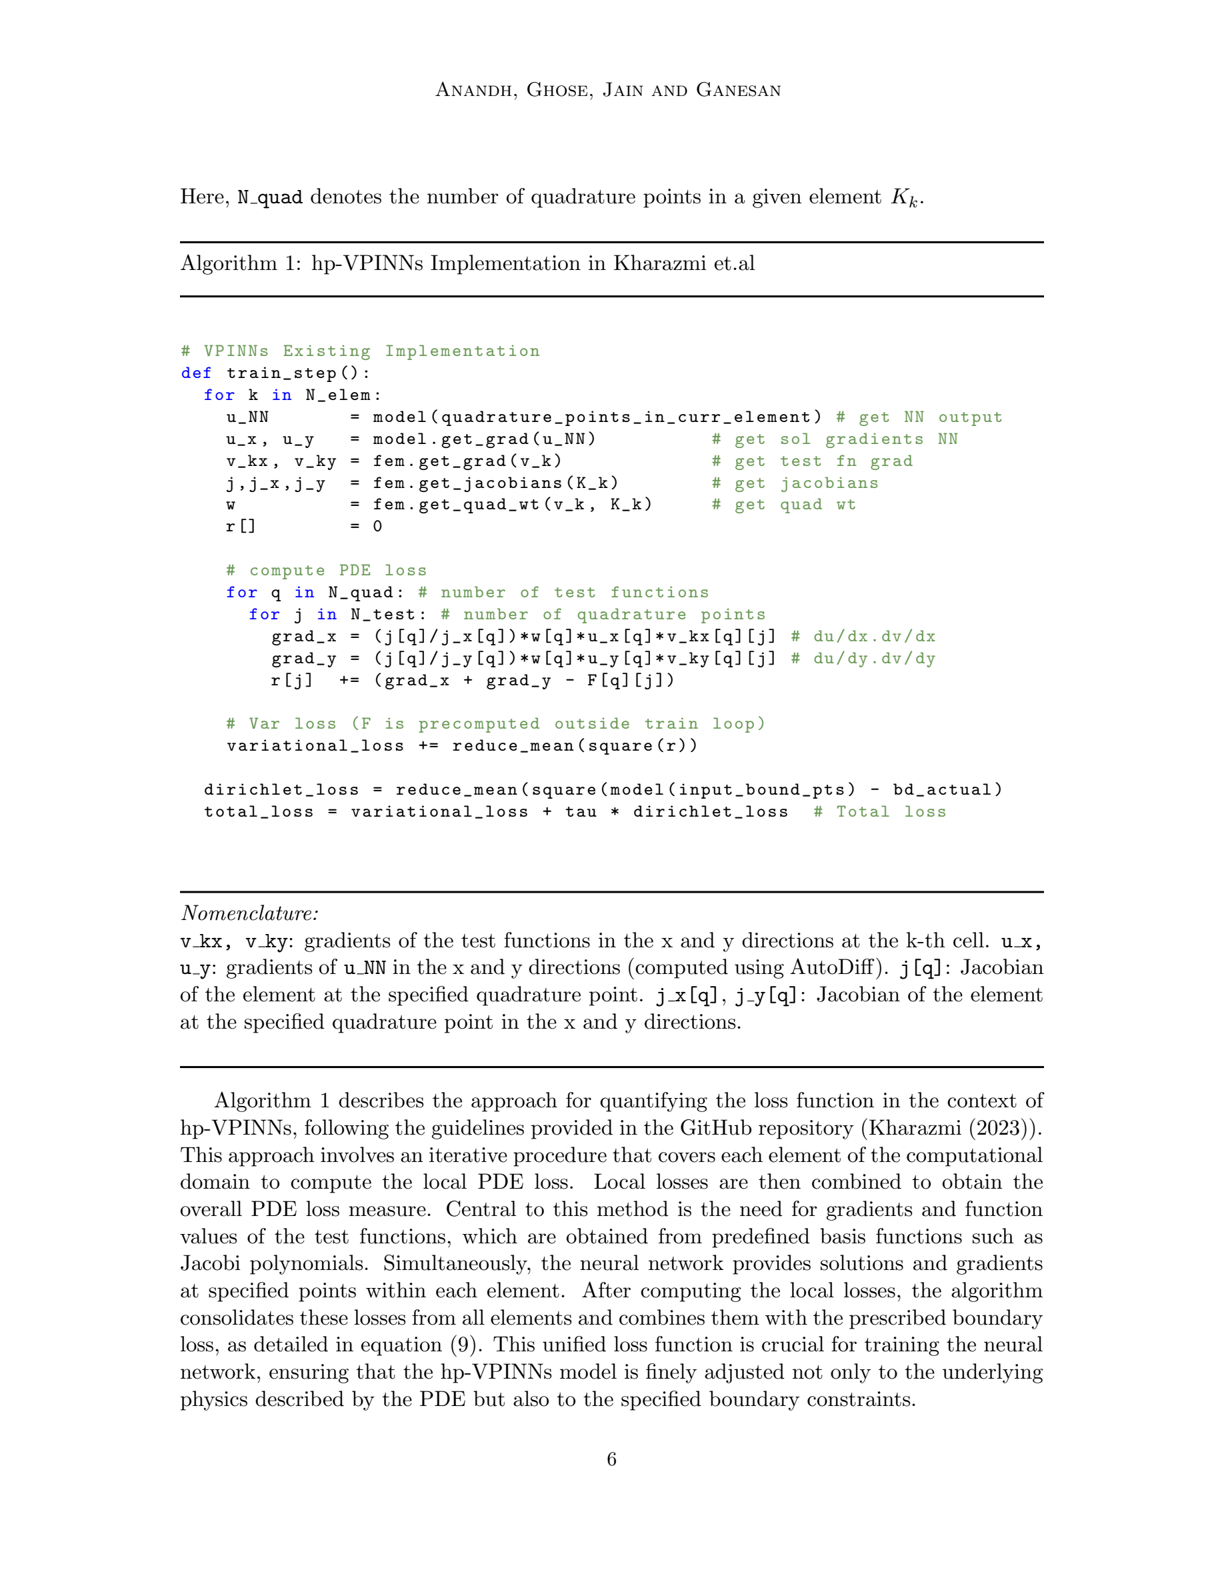 Anandh, Ghose, Jain and Ganesan
Here, N_quad denotes the number of quadrature points in a given element K_k.
Algorithm 1: hp-VPINNs Implementation in Kharazmi et.al
# VPINNs Existing Implementation
def train_step():
  for k in N_elem:
    u_NN       = model(quadrature_points_in_curr_element) # get NN output
    u_x, u_y   = model.get_grad(u_NN)          # get sol gradients NN
    v_kx, v_ky = fem.get_grad(v_k)             # get test fn grad
    j,j_x,j_y  = fem.get_jacobians(K_k)        # get jacobians
    w          = fem.get_quad_wt(v_k, K_k)     # get quad wt
    r[]        = 0
    # compute PDE loss
    for q in N_quad: # number of test functions
      for j in N_test: # number of quadrature points
        grad_x = (j[q]/j_x[q])*w[q]*u_x[q]*v_kx[q][j] # du/dx.dv/dx
        grad_y = (j[q]/j_y[q])*w[q]*u_y[q]*v_ky[q][j] # du/dy.dv/dy
        r[j]  += (grad_x + grad_y - F[q][j])
    # Var loss (F is precomputed outside train loop)
    variational_loss += reduce_mean(square(r))
  dirichlet_loss = reduce_mean(square(model(input_bound_pts) - bd_actual)
  total_loss = variational_loss + tau * dirichlet_loss  # Total loss
Nomenclature:
v_kx, v_ky: gradients of the test functions in the x and y directions at the k-th cell. u_x,
u_y: gradients of u_NN in the x and y directions (computed using AutoDiff). j[q]: Jacobian
of the element at the specified quadrature point. j_x[q], j_y[q]: Jacobian of the element
at the specified quadrature point in the x and y directions.
Algorithm 1 describes the approach for quantifying the loss function in the context of
hp-VPINNs, following the guidelines provided in the GitHub repository (Kharazmi (2023)).
This approach involves an iterative procedure that covers each element of the computational
domain to compute the local PDE loss. Local losses are then combined to obtain the
overall PDE loss measure. Central to this method is the need for gradients and function
values of the test functions, which are obtained from predefined basis functions such as
Jacobi polynomials. Simultaneously, the neural network provides solutions and gradients
at specified points within each element. After computing the local losses, the algorithm
consolidates these losses from all elements and combines them with the prescribed boundary
loss, as detailed in equation (9). This unified loss function is crucial for training the neural
network, ensuring that the hp-VPINNs model is finely adjusted not only to the underlying
physics described by the PDE but also to the specified boundary constraints.
6